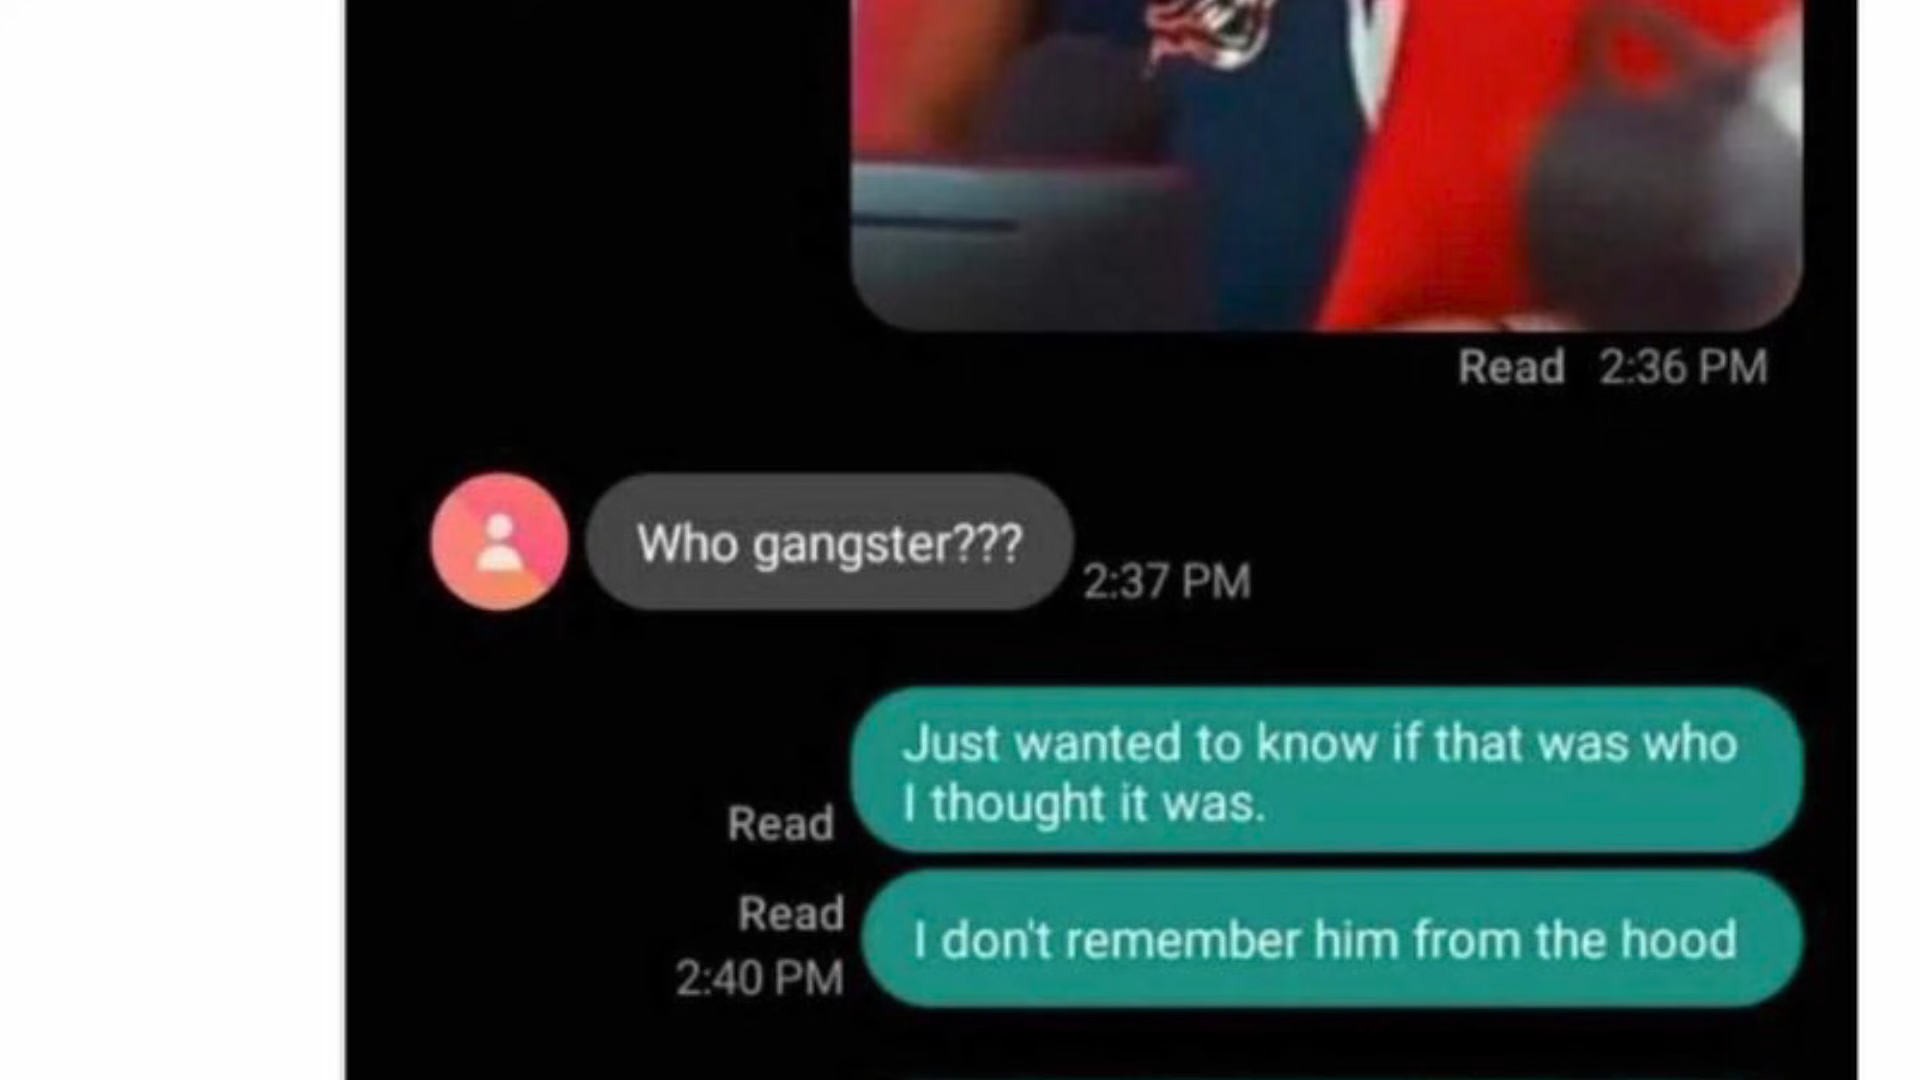 Read 2:36 PM
Who gangster???
2:37 PM
Just wanted to know if that was who
I thought it was.
Read
I don't remember him from the hood
Read
2:40 PM